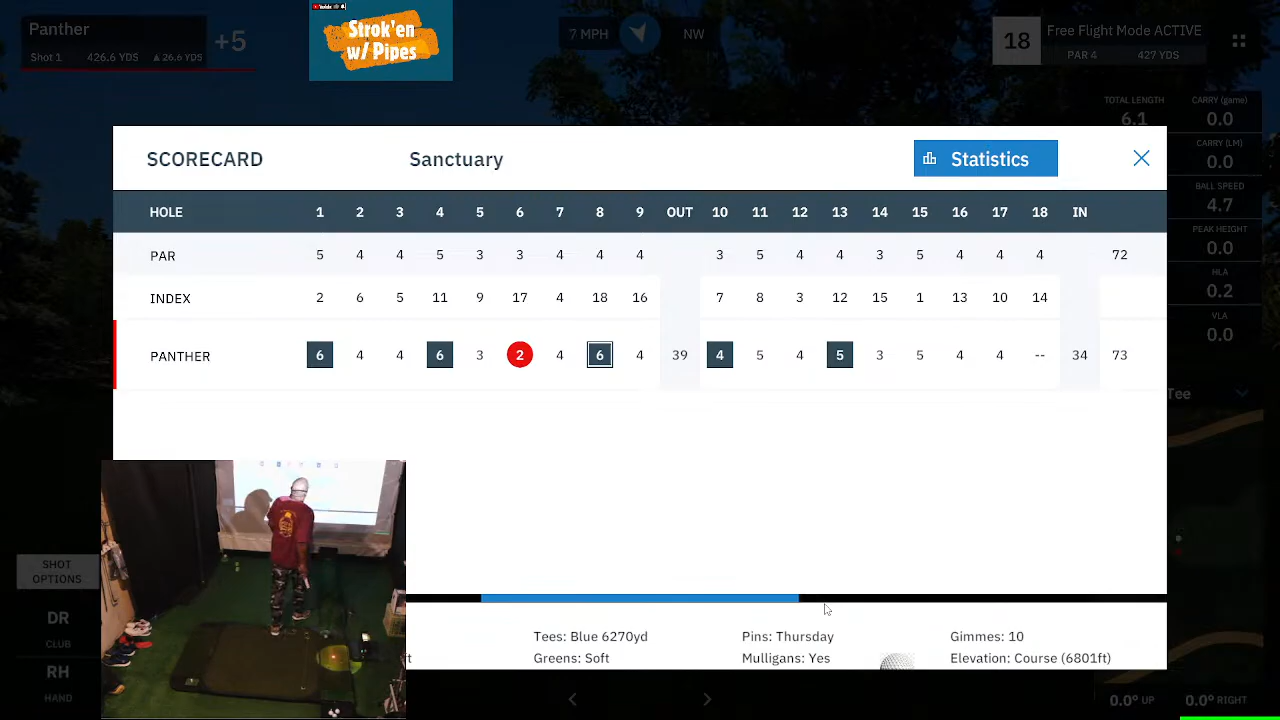 Panther
Shot 1 426.6 YDS ▲26.6 YDS
+5
YouTube
Strok'en
w/ Pipes
7 MPH
NW
18
Free Flight Mode ACTIVE
PAR 4 427 YDS
TOTAL LENGTH
6.1
CARRY (game)
0.0
CARRY (LM)
0.0
BALL SPEED
4.7
PEAK HEIGHT
0.0
HLA
0.2
VLA
0.0
SCORECARD Sanctuary Statistics
HOLE 1 2 3 4 5 6 7 8 9 OUT 10 11 12 13 14 15 16 17 18 IN
PAR 5 4 4 5 3 3 4 4 4 3 5 4 4 3 5 4 4 4 72
INDEX 2 6 5 11 9 17 4 18 16 7 8 3 12 15 1 13 10 14
PANTHER 6 4 4 6 3 2 4 6 4 39 4 5 4 5 3 5 4 4 -- 34 73
Tee
SHOT
OPTIONS
DR
CLUB
RH
HAND
Tees: Blue 6270yd Pins: Thursday Gimmes: 10
Greens: Soft Mulligans: Yes Elevation: Course (6801ft)
0.0° UP 0.0° RIGHT